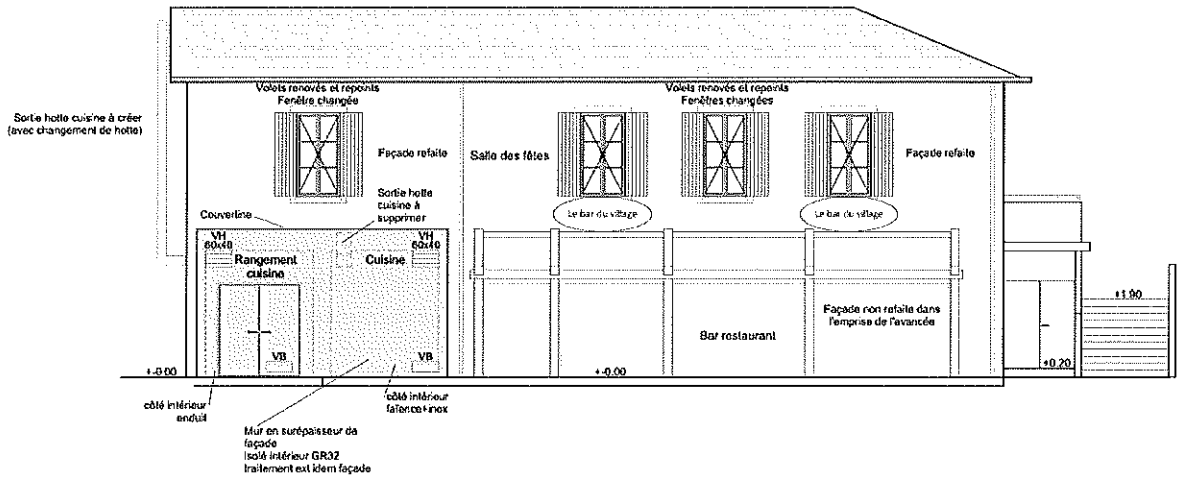 Volets renovés et repeints
Fenêtre changée
Volets renovés et repeints
Fenêtres changées
Sortie hotte cuisine à créer
(avec changement de hotte)
Façade refaite
Salle des fêtes
Façade refaite
Sortie hotte
cuisine à
supprimer
Couvertine
Le bar du village
Le bar du village
VH
60x40
VH
60x40
Rangement
cuisine
Cuisine
+1.90
Façade non refaite dans
l'emprise de l'avancée
Bar restaurant
VB
VB
+-0.00
+-0.00
+0.20
côté intérieur
enduit
côté intérieur
faïence+inox
Mur en surépaisseur de
façade
Isolé intérieur GR32
traitement ext idem façade